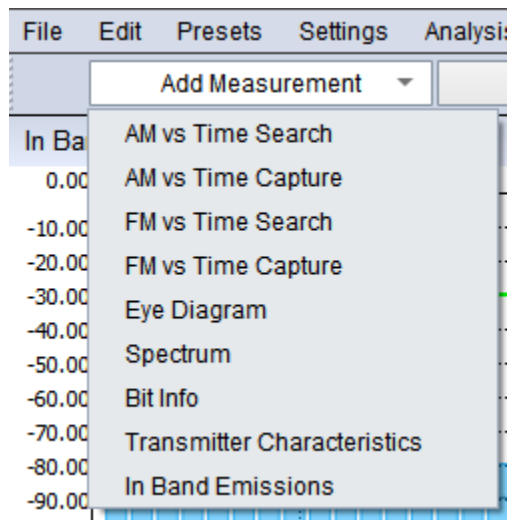 File Edit Presets Settings Analysis
Add Measurement
In Ba
AM vs Time Search
0.00
AM vs Time Capture
-10.00
FM vs Time Search
-20.00
FM vs Time Capture
-30.00
Eye Diagram
-40.00
Spectrum
-50.00
-60.00
Bit Info
-70.00
Transmitter Characteristics
-80.00
In Band Emissions
-90.00